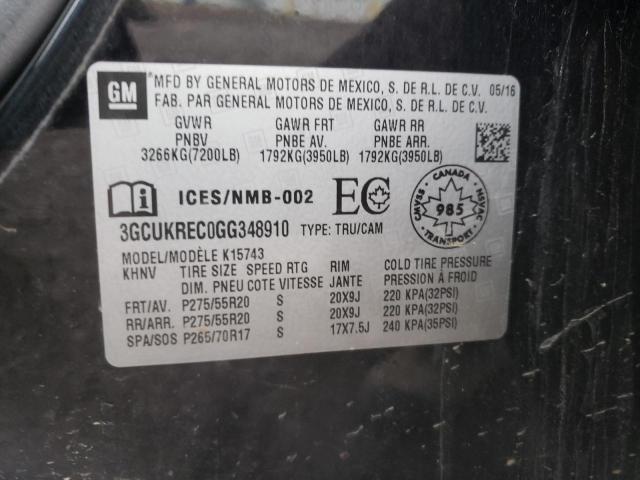 GM
*MFD BY GENERAL MOTORS DE MEXICO, S. DE R.L. DE C.V. 05/16
FAB. PAR GENERAL MOTORS DE MEXICO, S. DE R.L. DE C.V.
GVWR GAWR FRT GAWR RR
PNBV PNBE AV. PNBE ARR.
3266KG(7200LB) 1792KG(3950LB) 1792KG(3950LB)
ICES/NMB-002 EC
CANADA
CMVSS 985 NSVAC
TRANSPORT
3GCUKREC0GG348910 TYPE: TRU/CAM
MODEL/MODÈLE K15743
KHNV TIRE SIZE SPEED RTG RIM COLD TIRE PRESSURE
DIM. PNEU COTE VITESSE JANTE PRESSION À FROID
FRT/AV. P275/55R20 S 20X9J 220 KPA(32PSI)
RR/ARR. P275/55R20 S 20X9J 220 KPA(32PSI)
SPA/SOS P265/70R17 S 17X7.5J 240 KPA(35PSI)